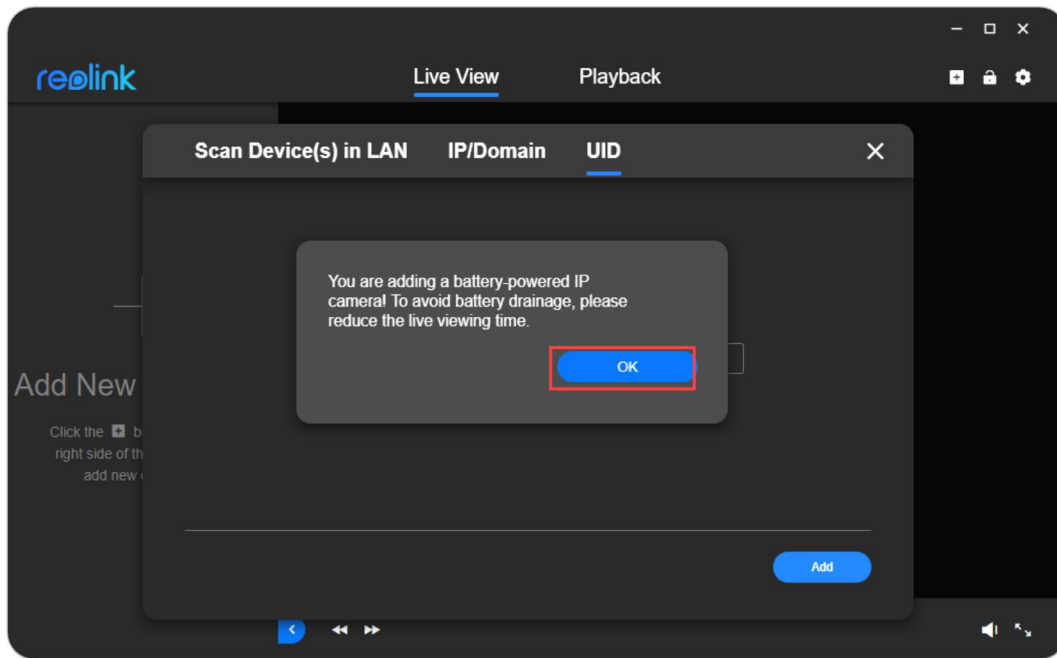 reolink
Live View
Playback
Scan Device(s) in LAN
IP/Domain
UID
You are adding a battery-powered IP
camera! To avoid battery drainage, please
reduce the live viewing time.
OK
Add New
Click the
right side of
add new
Add